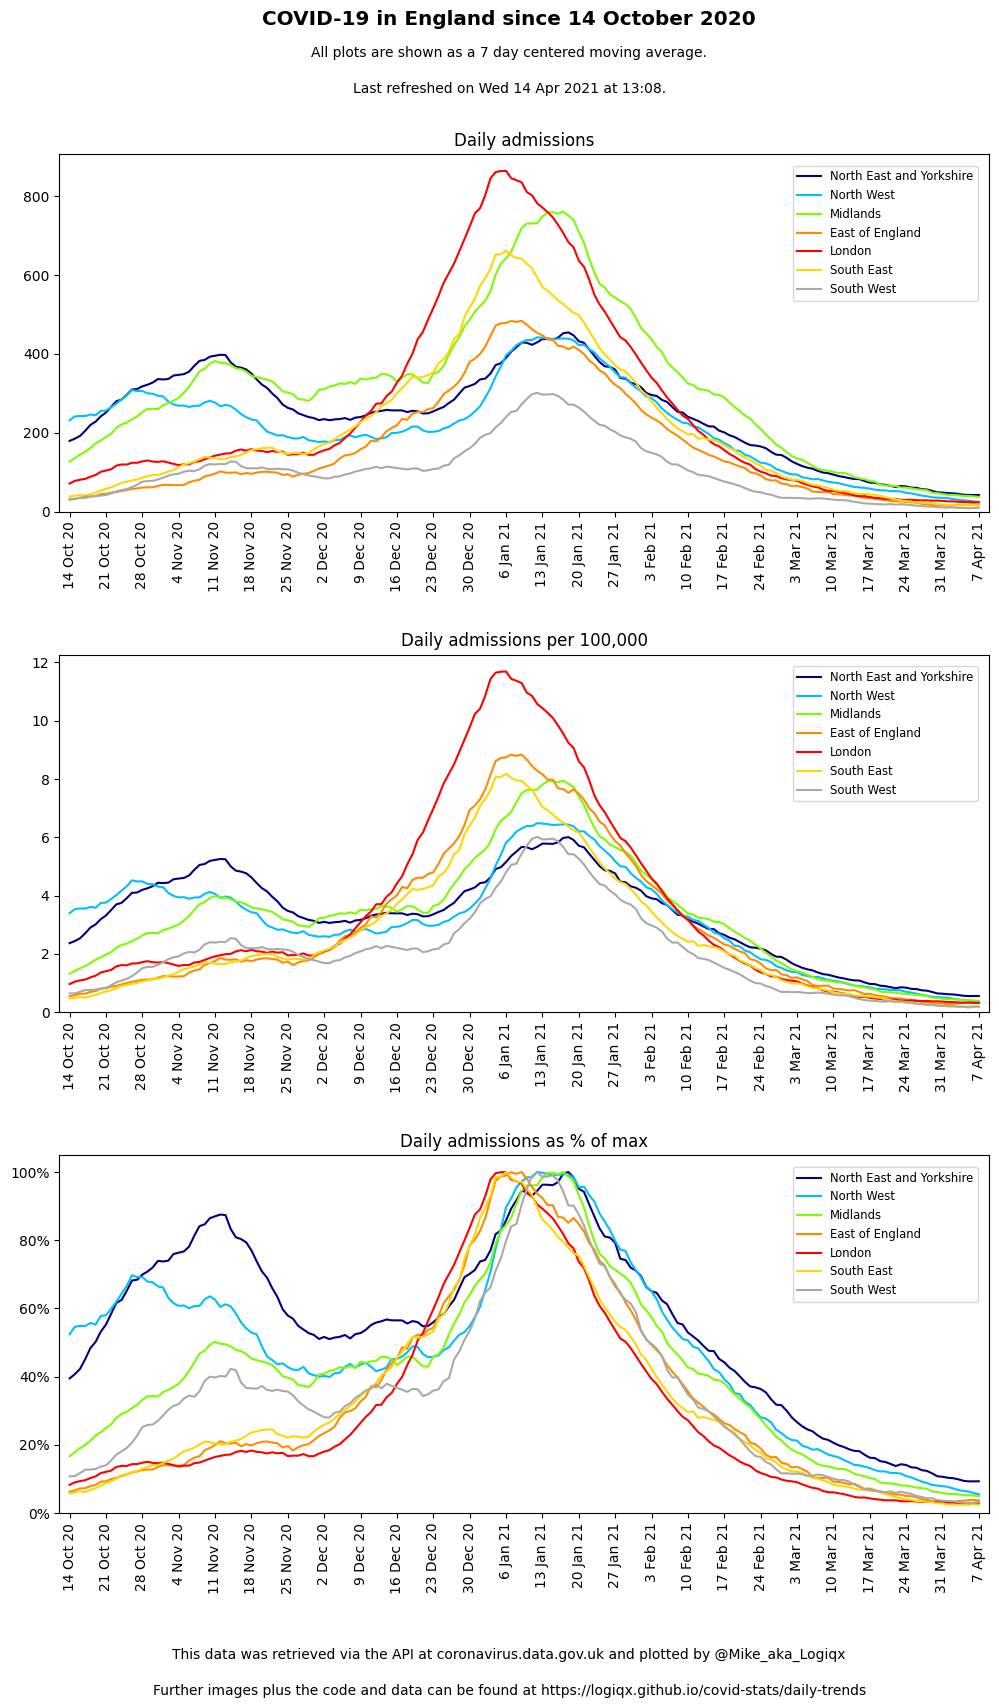 COVID-19 in England since 14 October 2020
All plots are shown as a 7 day centered moving average.
Last refreshed on Wed 14 Apr 2021 at 13:08.
Daily admissions
800
600
400
200
0
North East and Yorkshire
North West
Midlands
East of England
London
South East
South West
14 Oct 20
21 Oct 20
28 Oct 20
4 Nov 20
11 Nov 20
18 Nov 20
25 Nov 20
2 Dec 20
9 Dec 20
16 Dec 20
23 Dec 20
30 Dec 20
6 Jan 21
13 Jan 21
20 Jan 21
27 Jan 21
3 Feb 21
10 Feb 21
17 Feb 21
24 Feb 21
3 Mar 21
10 Mar 21
17 Mar 21
24 Mar 21
31 Mar 21
7 Apr 21
Daily admissions per 100,000
12
10
8
6
4
2
0
North East and Yorkshire
North West
Midlands
East of England
London
South East
South West
14 Oct 20
21 Oct 20
28 Oct 20
4 Nov 20
11 Nov 20
18 Nov 20
25 Nov 20
2 Dec 20
9 Dec 20
16 Dec 20
23 Dec 20
30 Dec 20
6 Jan 21
13 Jan 21
20 Jan 21
27 Jan 21
3 Feb 21
10 Feb 21
17 Feb 21
24 Feb 21
3 Mar 21
10 Mar 21
17 Mar 21
24 Mar 21
31 Mar 21
7 Apr 21
Daily admissions as % of max
100%
80%
60%
40%
20%
0%
North East and Yorkshire
North West
Midlands
East of England
London
South East
South West
14 Oct 20
21 Oct 20
28 Oct 20
4 Nov 20
11 Nov 20
18 Nov 20
25 Nov 20
2 Dec 20
9 Dec 20
16 Dec 20
23 Dec 20
30 Dec 20
6 Jan 21
13 Jan 21
20 Jan 21
27 Jan 21
3 Feb 21
10 Feb 21
17 Feb 21
24 Feb 21
3 Mar 21
10 Mar 21
17 Mar 21
24 Mar 21
31 Mar 21
7 Apr 21
This data was retrieved via the API at coronavirus.data.gov.uk and plotted by @Mike_aka_Logiqx
Further images plus the code and data can be found at https://logiqx.github.io/covid-stats/daily-trends